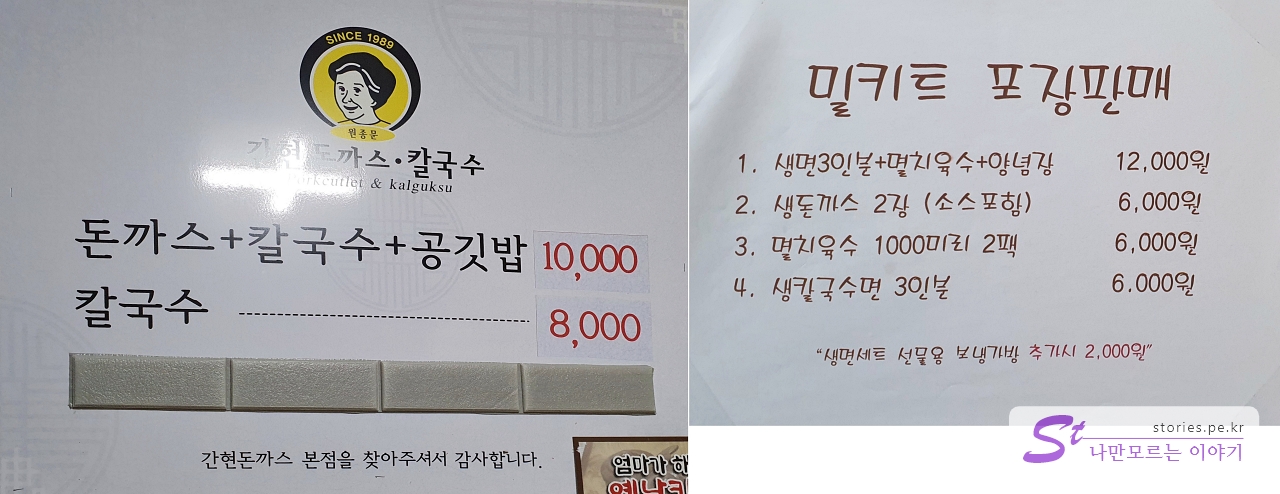 SINCE 1989
원종문
간현돈까스·칼국수
Porkcutlet & kalguksu
돈까스+칼국수+공깃밥 10,000
칼국수 8,000
간현돈까스 본점을 찾아주셔서 감사합니다.
엄마가 하
밀키트 포장판매
1. 생면3인분+멸치육수+양념장 12,000원
2. 생돈까스 2장 (소스포함) 6,000원
3. 멸치육수 1000미리 2팩 6,000원
4. 생칼국수면 3인분 6.000원
"생면세트 선물용 보냉가방 추가시 2,000원"
stories.pe.kr
St 나만모르는 이야기